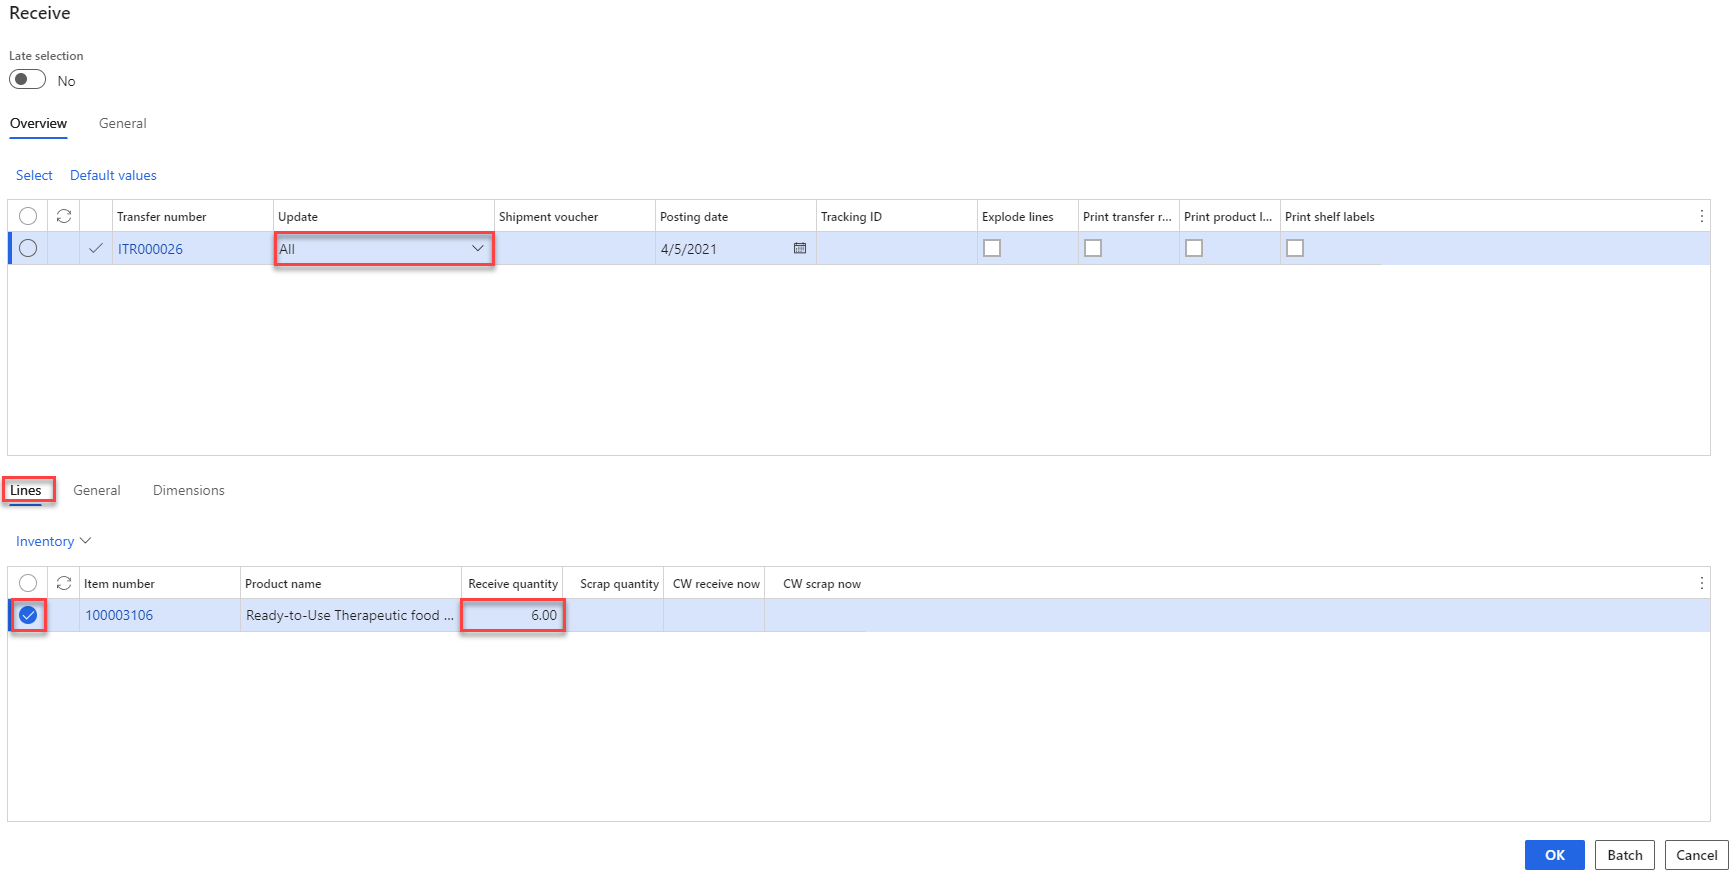 Receive
Late selection
No
Overview General
Select Default values
Transfer number Update Shipment voucher Posting date Tracking ID Explode lines Print transfer r... Print product l... Print shelf labels
ITR000026 All 4/5/2021
Lines General Dimensions
Inventory
Item number Product name Receive quantity Scrap quantity CW receive now CW scrap now
100003106 Ready-to-Use Therapeutic food ... 6.00
OK Batch Cancel